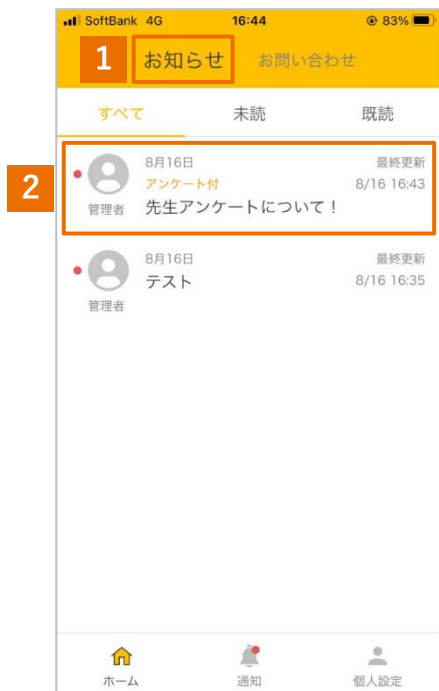 SoftBank 4G 16:44 83%
1 お知らせ お問い合わせ
すべて 未読 既読
8月16日 最終更新
2 アンケート付 8/16 16:43
管理者 先生アンケートについて！
8月16日 最終更新
テスト 8/16 16:35
管理者
ホーム 通知 個人設定